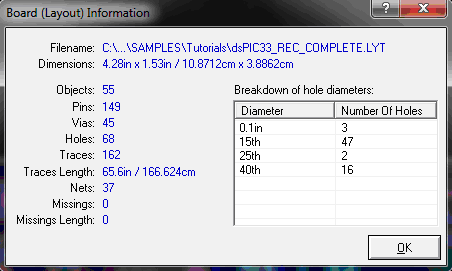 Board (Layout) Information
Filename: C:\...\SAMPLES\Tutorials\dsPIC33_REC_COMPLETE.LYT
Dimensions: 4.28in x 1.53in / 10.8712cm x 3.8862cm
Objects: 55
Pins: 149
Vias: 45
Holes: 68
Traces: 162
Traces Length: 65.6in / 166.624cm
Nets: 37
Missings: 0
Missings Length: 0
Breakdown of hole diameters:
Diameter Number Of Holes
0.1in 3
15th 47
25th 2
40th 16
OK